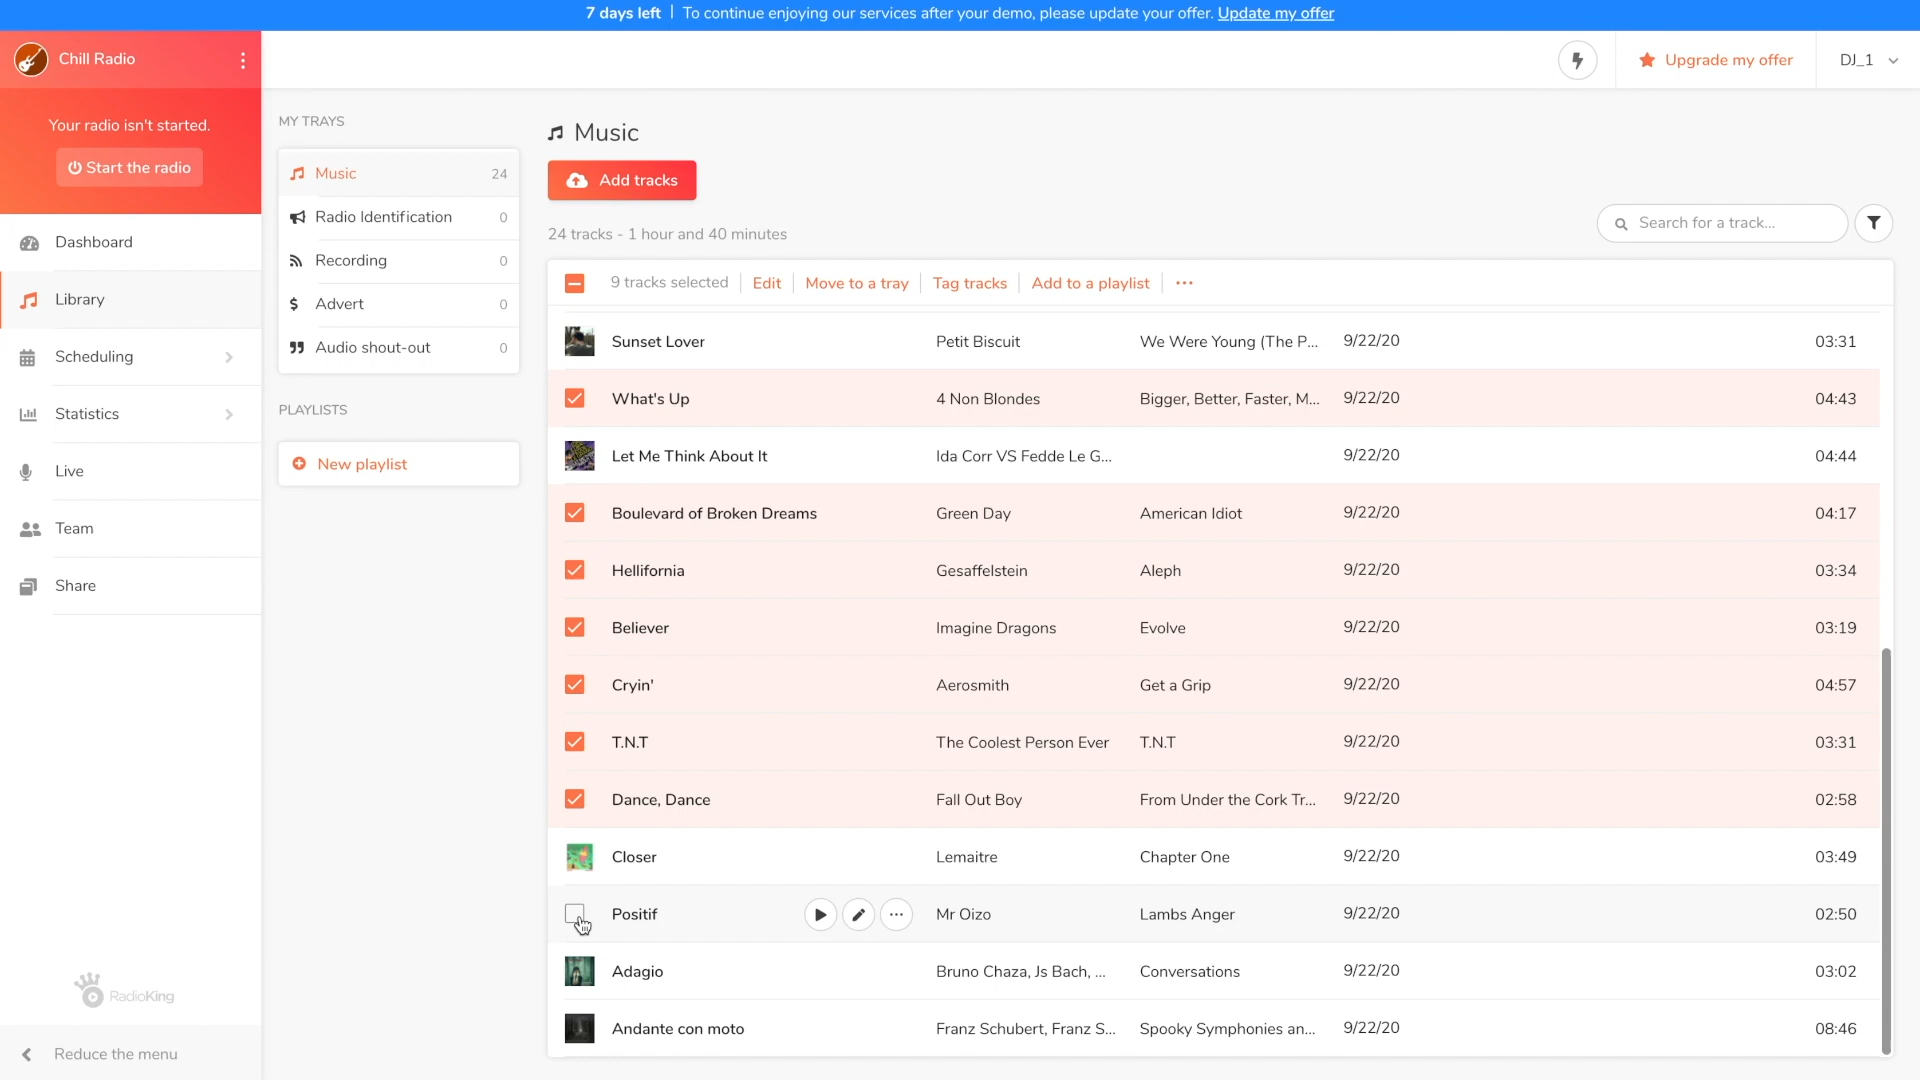 7 days left | To continue enjoying our services after your demo, please update your offer. Update my offer
Chill Radio
Your radio isn't started.
Start the radio
Upgrade my offer
DJ_1
Dashboard
Library
Scheduling
Statistics
Live
Team
Share
RadioKing
Reduce the menu
MY TRAYS
Music 24
Radio Identification 0
Recording 0
Advert 0
Audio shout-out 0
PLAYLISTS
New playlist
Music
Add tracks
24 tracks - 1 hour and 40 minutes
Search for a track...
9 tracks selected Edit Move to a tray Tag tracks Add to a playlist ...
Sunset Lover Petit Biscuit We Were Young (The P... 9/22/20 03:31
What's Up 4 Non Blondes Bigger, Better, Faster, M... 9/22/20 04:43
Let Me Think About It Ida Corr VS Fedde Le G... 9/22/20 04:44
Boulevard of Broken Dreams Green Day American Idiot 9/22/20 04:17
Hellifornia Gesaffelstein Aleph 9/22/20 03:34
Believer Imagine Dragons Evolve 9/22/20 03:19
Cryin' Aerosmith Get a Grip 9/22/20 04:57
T.N.T The Coolest Person Ever T.N.T 9/22/20 03:31
Dance, Dance Fall Out Boy From Under the Cork Tr... 9/22/20 02:58
Closer Lemaitre Chapter One 9/22/20 03:49
Positif Mr Oizo Lambs Anger 9/22/20 02:50
Adagio Bruno Chaza, Js Bach, ... Conversations 9/22/20 03:02
Andante con moto Franz Schubert, Franz S... Spooky Symphonies an... 9/22/20 08:46